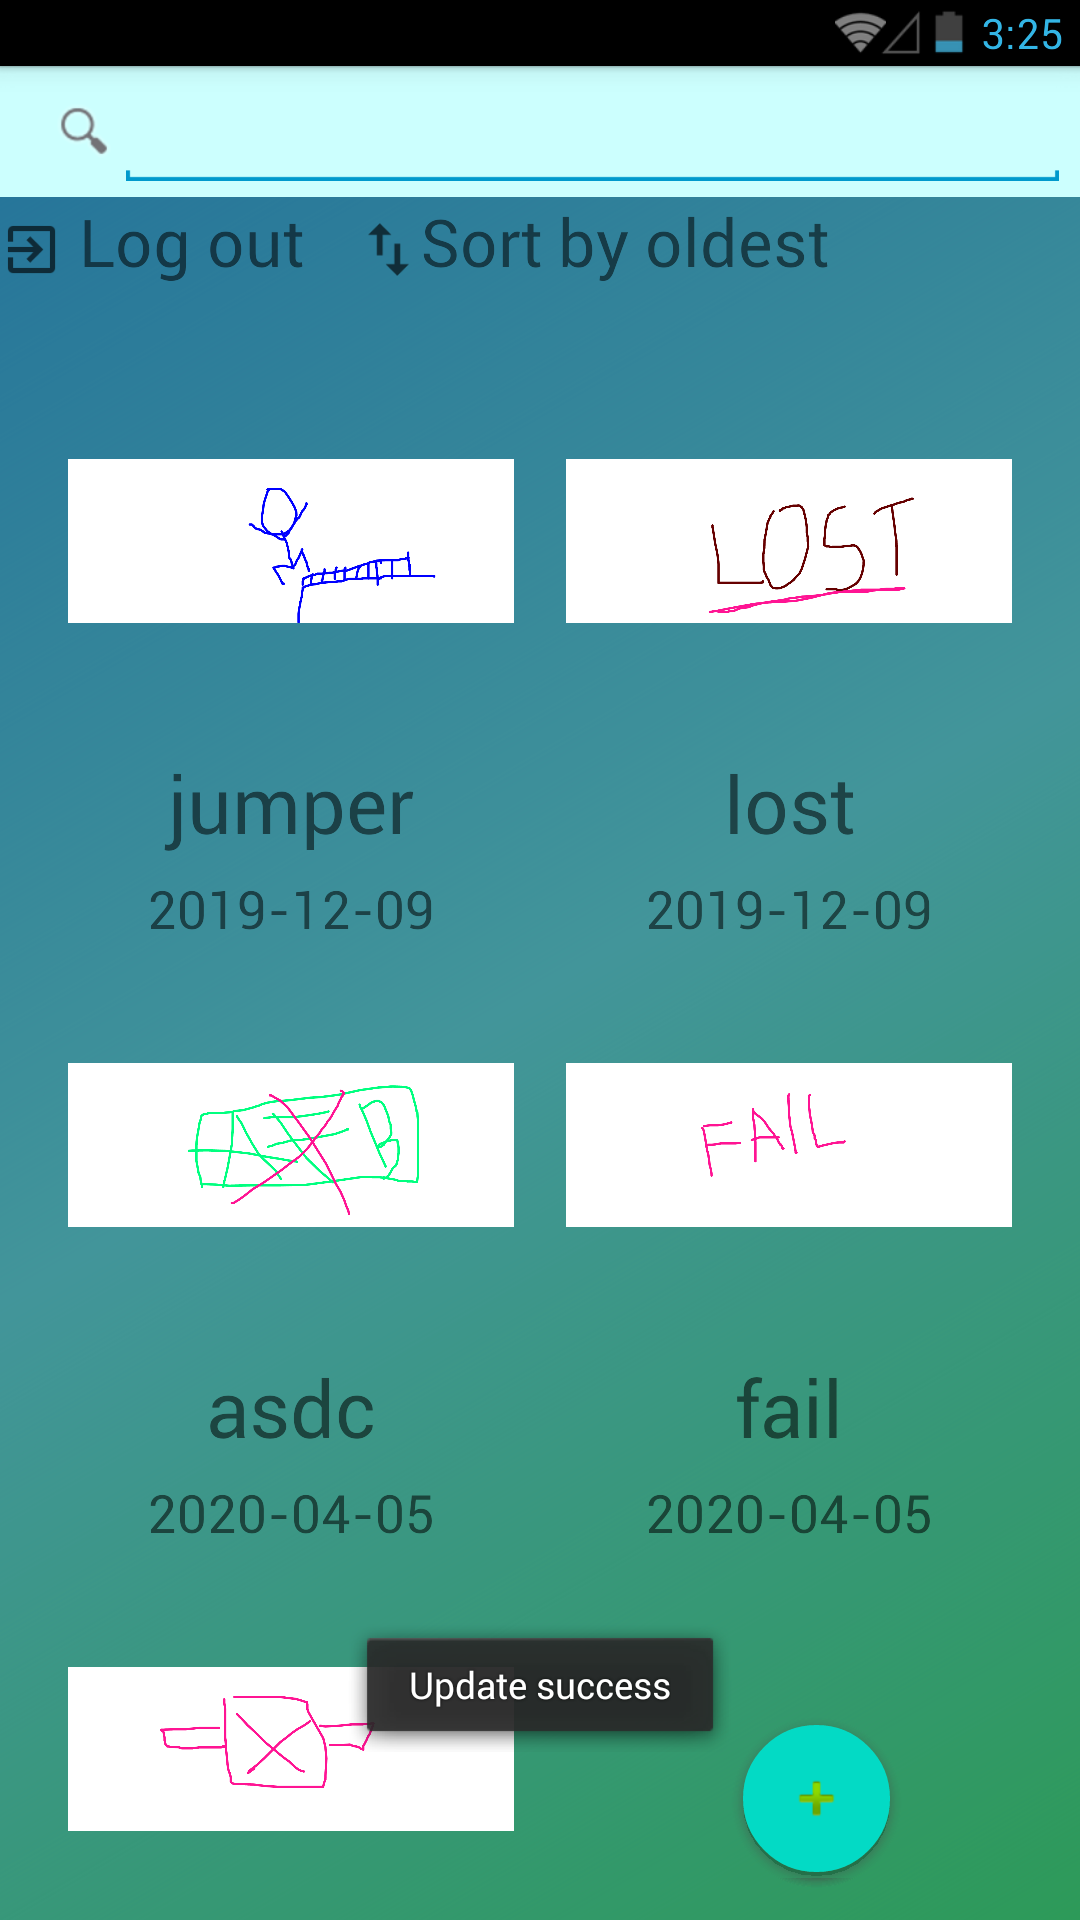 3:25
Log out Sort by oldest
LOST
jumper lost
2019-12-09 2019-12-09
FAIL
asdc fail
2020-04-05 2020-04-05
Update success